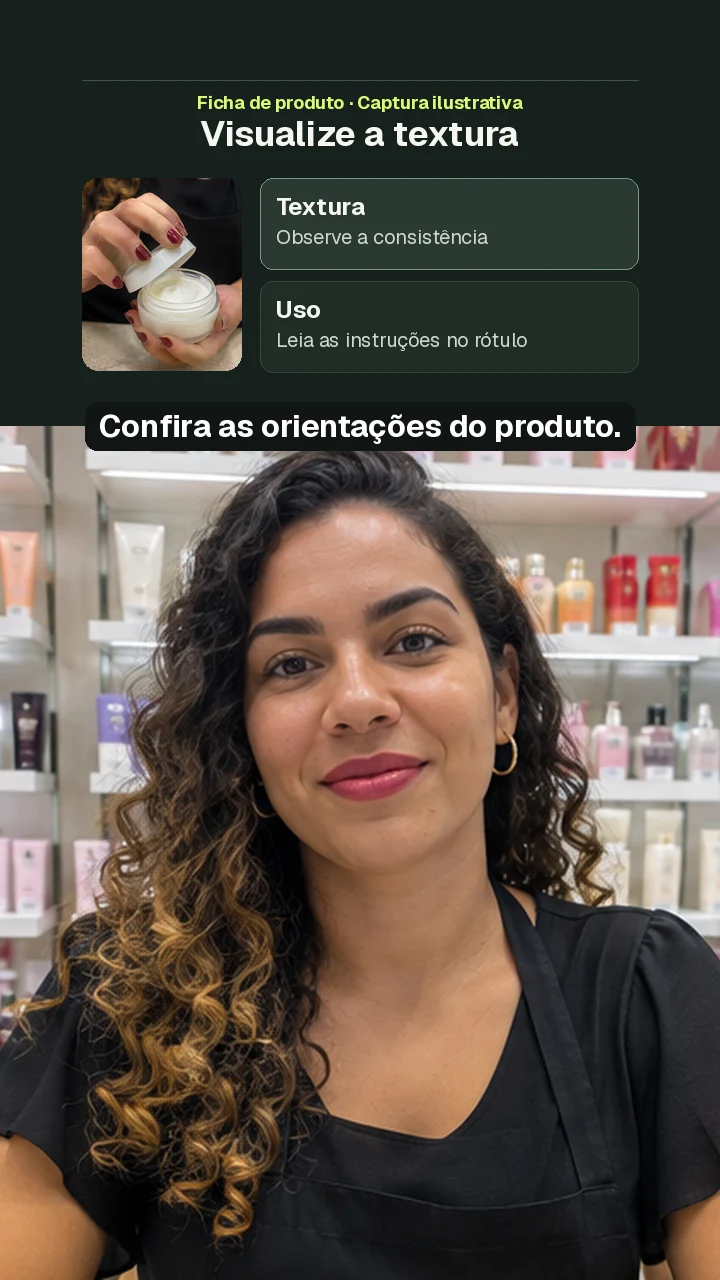 Ficha de produto · Captura ilustrativa
Visualize a textura
Textura
Observe a consistência
Uso
Leia as instruções no rótulo
Confira as orientações do produto.